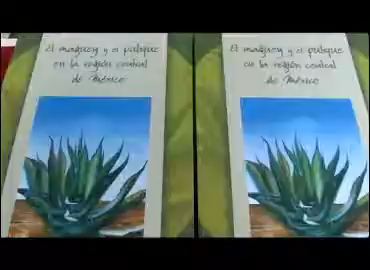 El maguey y el pulque
en la región central
de México
El maguey y el pulque
en la región central
de México